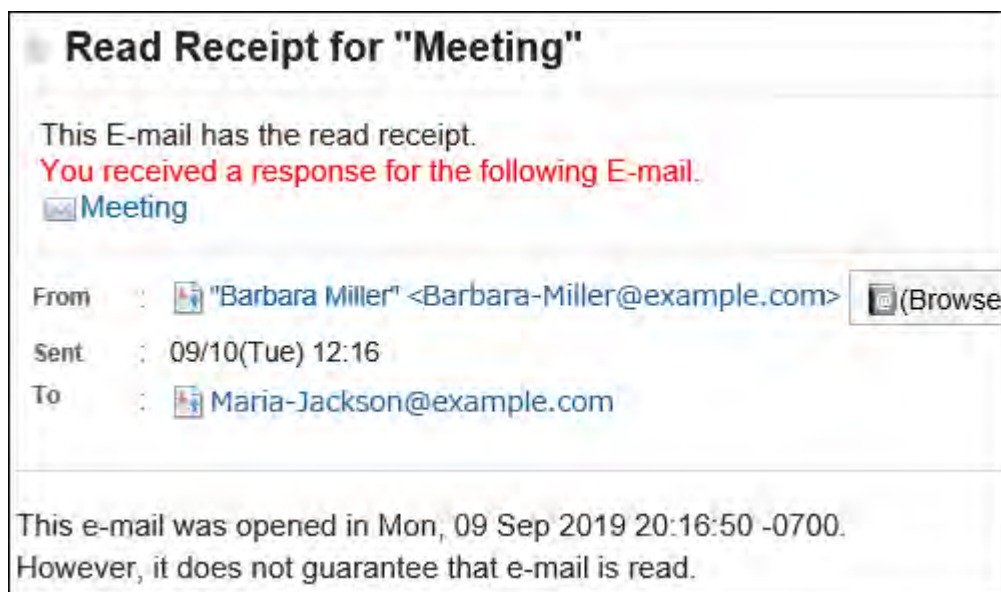 Read Receipt for "Meeting"
This E-mail has the read receipt.
You received a response for the following E-mail.
Meeting
From : "Barbara Miller" <Barbara-Miller@example.com> (Browse
Sent : 09/10(Tue) 12:16
To : Maria-Jackson@example.com
This e-mail was opened in Mon, 09 Sep 2019 20:16:50 -0700.
However, it does not guarantee that e-mail is read.